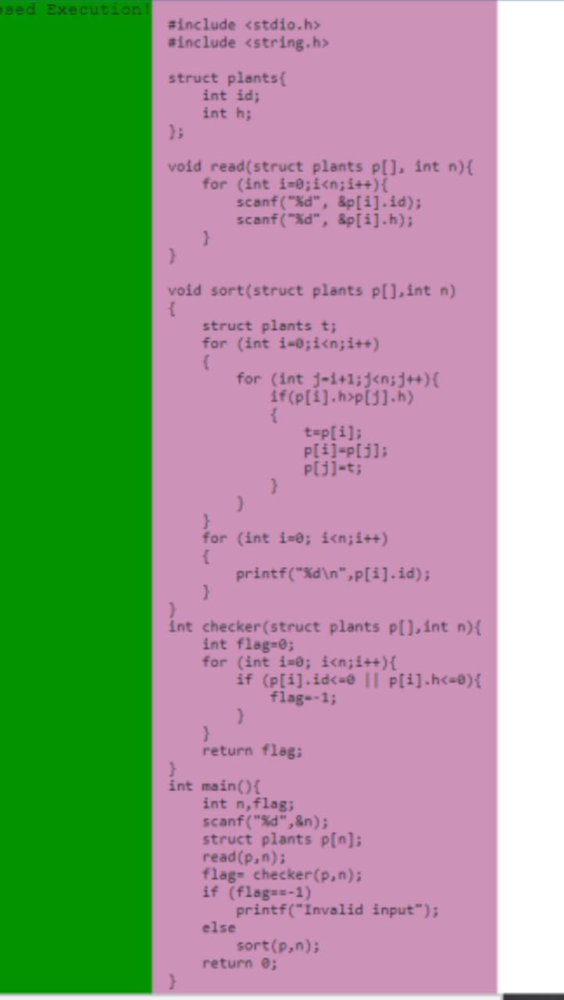 ssed Execution!
#include <stdio.h>
#include <string.h>
struct plants{
    int id;
    int h;
};
void read(struct plants p[], int n){
    for (int i=0;i<n;i++){
        scanf("%d", &p[i].id);
        scanf("%d", &p[i].h);
    }
}
void sort(struct plants p[],int n)
{
    struct plants t;
    for (int i=0;i<n;i++)
    {
        for (int j=i+1;j<n;j++){
            if(p[i].h>p[j].h)
            {
                t=p[i];
                p[i]=p[j];
                p[j]=t;
            }
        }
    }
    for (int i=0; i<n;i++)
    {
        printf("%d\n",p[i].id);
    }
}
int checker(struct plants p[],int n){
    int flag=0;
    for (int i=0; i<n;i++){
        if (p[i].id<=0 || p[i].h<=0){
            flag=-1;
        }
    }
    return flag;
}
int main(){
    int n,flag;
    scanf("%d",&n);
    struct plants p[n];
    read(p,n);
    flag= checker(p,n);
    if (flag==-1)
        printf("Invalid input");
    else
        sort(p,n);
    return 0;
}